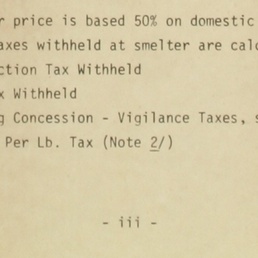 r price is based 50% on domestic
axes withheld at smelter are calc
ction Tax Withheld
x Withheld
g Concession - Vigilance Taxes, s
Per Lb. Tax (Note 2/)
- iii -